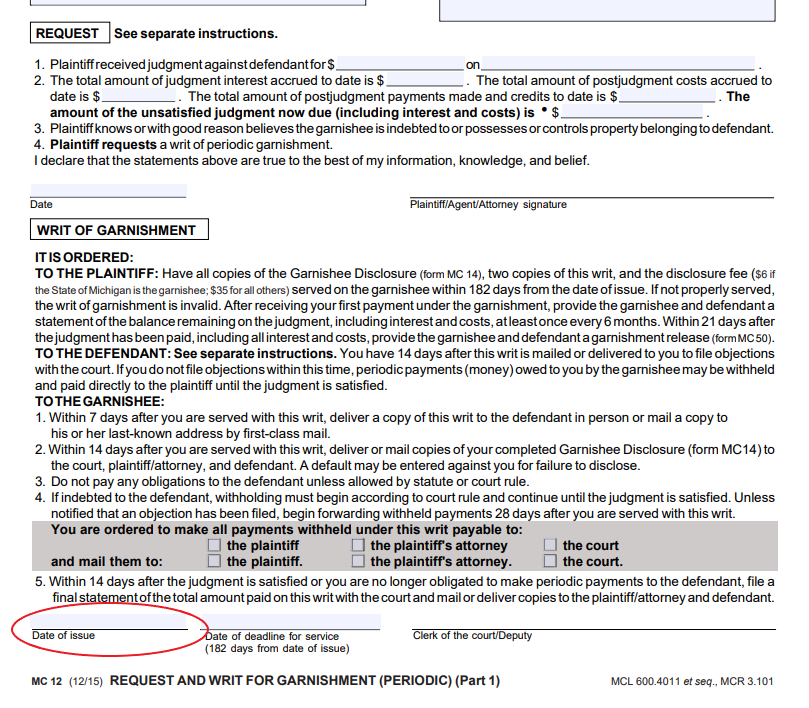 REQUEST See separate instructions.
1. Plaintiff received judgment against defendant for $ on .
2. The total amount of judgment interest accrued to date is $ . The total amount of postjudgment costs accrued to
date is $ . The total amount of postjudgment payments made and credits to date is $ . The
amount of the unsatisfied judgment now due (including interest and costs) is • $ .
3. Plaintiff knows or with good reason believes the garnishee is indebted to or possesses or controls property belonging to defendant.
4. Plaintiff requests a writ of periodic garnishment.
I declare that the statements above are true to the best of my information, knowledge, and belief.
Date Plaintiff/Agent/Attorney signature
WRIT OF GARNISHMENT
IT IS ORDERED:
TO THE PLAINTIFF: Have all copies of the Garnishee Disclosure (form MC 14), two copies of this writ, and the disclosure fee ($6 if
the State of Michigan is the garnishee; $35 for all others) served on the garnishee within 182 days from the date of issue. If not properly served,
the writ of garnishment is invalid. After receiving your first payment under the garnishment, provide the garnishee and defendant a
statement of the balance remaining on the judgment, including interest and costs, at least once every 6 months. Within 21 days after
the judgment has been paid, including all interest and costs, provide the garnishee and defendant a garnishment release (form MC 50).
TO THE DEFENDANT: See separate instructions. You have 14 days after this writ is mailed or delivered to you to file objections
with the court. If you do not file objections within this time, periodic payments (money) owed to you by the garnishee may be withheld
and paid directly to the plaintiff until the judgment is satisfied.
TO THE GARNISHEE:
1. Within 7 days after you are served with this writ, deliver a copy of this writ to the defendant in person or mail a copy to
his or her last-known address by first-class mail.
2. Within 14 days after you are served with this writ, deliver or mail copies of your completed Garnishee Disclosure (form MC14) to
the court, plaintiff/attorney, and defendant. A default may be entered against you for failure to disclose.
3. Do not pay any obligations to the defendant unless allowed by statute or court rule.
4. If indebted to the defendant, withholding must begin according to court rule and continue until the judgment is satisfied. Unless
notified that an objection has been filed, begin forwarding withheld payments 28 days after you are served with this writ.
You are ordered to make all payments withheld under this writ payable to:
the plaintiff the plaintiff's attorney the court
and mail them to: the plaintiff. the plaintiff's attorney. the court.
5. Within 14 days after the judgment is satisfied or you are no longer obligated to make periodic payments to the defendant, file a
final statement of the total amount paid on this writ with the court and mail or deliver copies to the plaintiff/attorney and defendant.
Date of issue Date of deadline for service Clerk of the court/Deputy
(182 days from date of issue)
MC 12 (12/15) REQUEST AND WRIT FOR GARNISHMENT (PERIODIC) (Part 1) MCL 600.4011 et seq., MCR 3.101